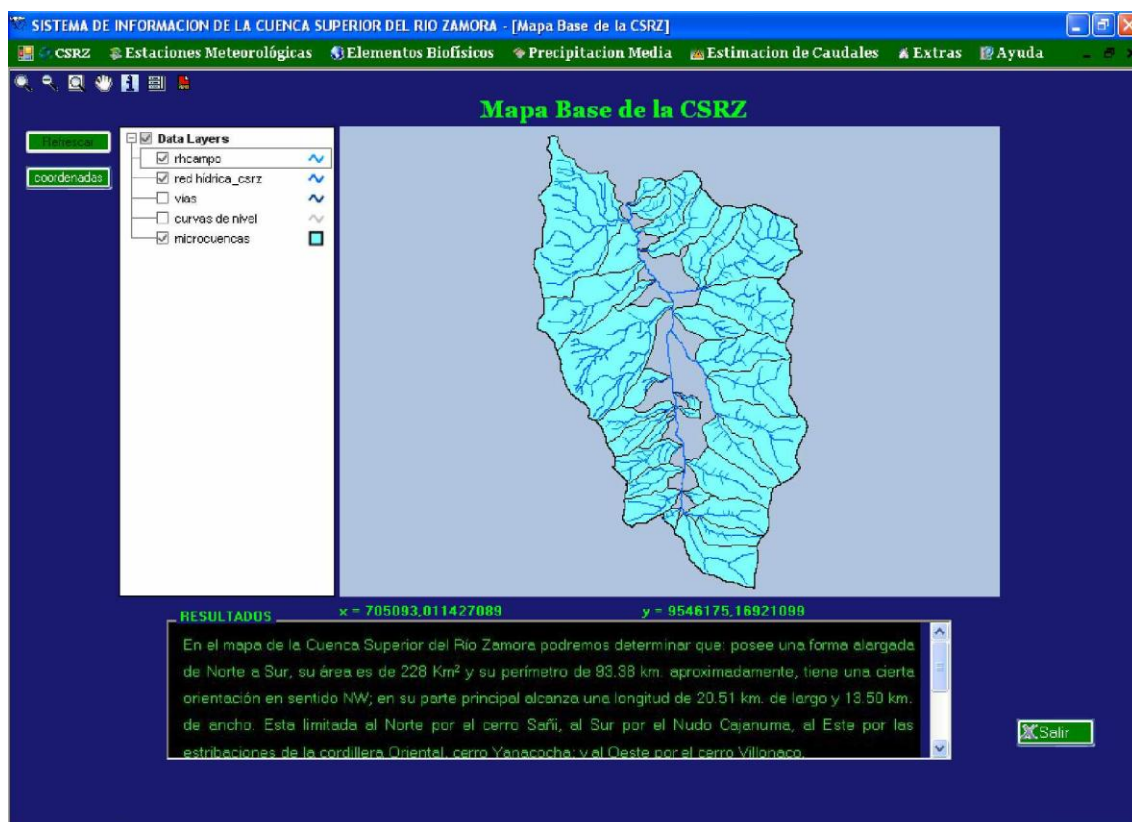 SISTEMA DE INFORMACION DE LA CUENCA SUPERIOR DEL RIO ZAMORA - [Mapa Base de la CSRZ]
CSRZ Estaciones Meteorológicas Elementos Biofísicos Precipitacion Media Estimacion de Caudales Extras Ayuda
Mapa Base de la CSRZ
Refrescar
coordenadas
Data Layers
rhcampo
red hídrica_csrz
vias
curvas de nivel
microcuencas
x = 705093,011427089 y = 9546175,16921099
RESULTADOS
En el mapa de la Cuenca Superior del Río Zamora podremos determinar que: posee una forma alargada
de Norte a Sur, su área es de 228 Km² y su perímetro de 93.38 km. aproximadamente, tiene una cierta
orientación en sentido NW; en su parte principal alcanza una longitud de 20.51 km. de largo y 13.50 km.
de ancho. Esta limitada al Norte por el cerro Sañi, al Sur por el Nudo Cajanuma, al Este por las
estribaciones de la cordillera Oriental, cerro Yanacocha; y al Oeste por el cerro Villonaco.
Salir